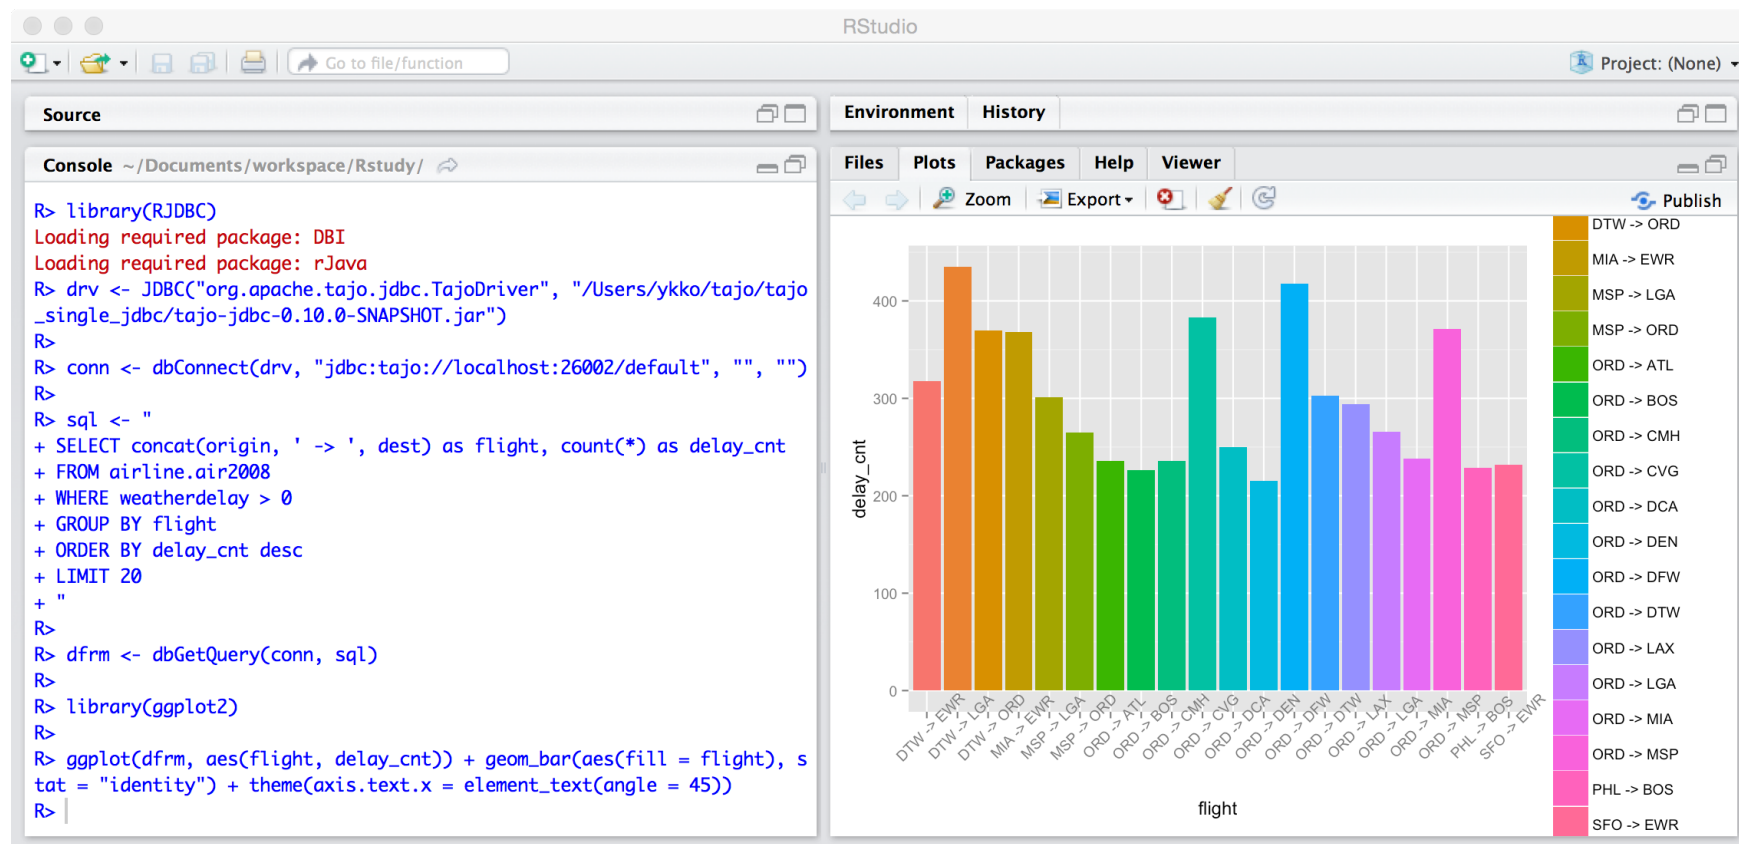 RStudio
Go to file/function
Project: (None)
Source
Console ~/Documents/workspace/Rstudy/
R> library(RJDBC)
Loading required package: DBI
Loading required package: rJava
R> drv <- JDBC("org.apache.tajo.jdbc.TajoDriver", "/Users/ykko/tajo/tajo
_single_jdbc/tajo-jdbc-0.10.0-SNAPSHOT.jar")
R>
R> conn <- dbConnect(drv, "jdbc:tajo://localhost:26002/default", "", "")
R>
R> sql <- "
+ SELECT concat(origin, ' -> ', dest) as flight, count(*) as delay_cnt
+ FROM airline.air2008
+ WHERE weatherdelay > 0
+ GROUP BY flight
+ ORDER BY delay_cnt desc
+ LIMIT 20
+ "
R>
R> dfrm <- dbGetQuery(conn, sql)
R>
R> library(ggplot2)
R>
R> ggplot(dfrm, aes(flight, delay_cnt)) + geom_bar(aes(fill = flight), s
tat = "identity") + theme(axis.text.x = element_text(angle = 45))
R>
Environment History
Files Plots Packages Help Viewer
Zoom Export Publish
delay_cnt
400
300
200
100
0
DTW -> EWR
DTW -> LGA
DTW -> ORD
MIA -> EWR
MSP -> LGA
MSP -> ORD
ORD -> ATL
ORD -> BOS
ORD -> CMH
ORD -> CVG
ORD -> DCA
ORD -> DEN
ORD -> DFW
ORD -> DTW
ORD -> LAX
ORD -> LGA
ORD -> MIA
ORD -> MSP
PHL -> BOS
SFO -> EWR
flight
DTW -> ORD
MIA -> EWR
MSP -> LGA
MSP -> ORD
ORD -> ATL
ORD -> BOS
ORD -> CMH
ORD -> CVG
ORD -> DCA
ORD -> DEN
ORD -> DFW
ORD -> DTW
ORD -> LAX
ORD -> LGA
ORD -> MIA
ORD -> MSP
PHL -> BOS
SFO -> EWR